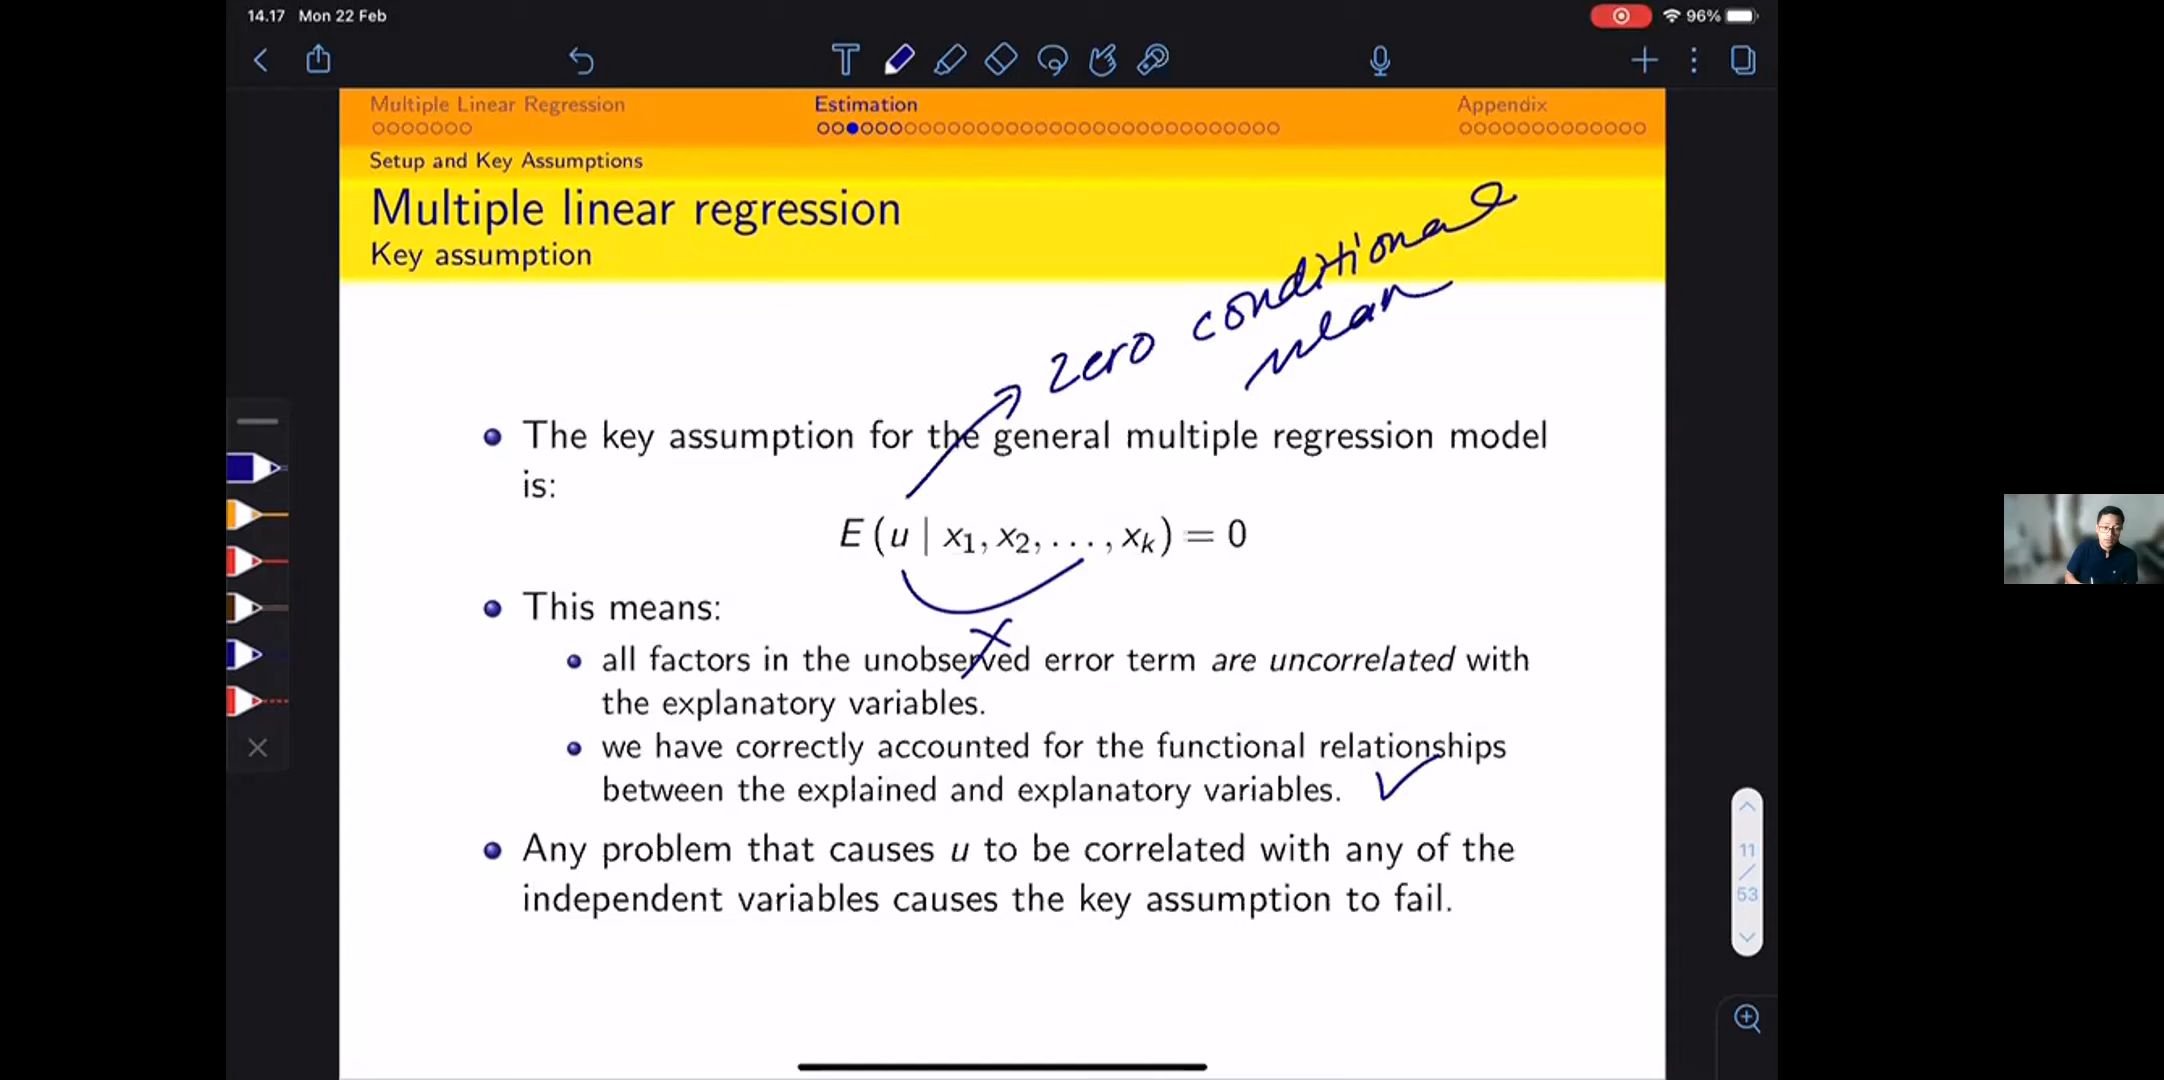 14.17 Mon 22 Feb
96%
Multiple Linear Regression Estimation Appendix
Setup and Key Assumptions
Multiple linear regression
Key assumption
zero conditional
mean
The key assumption for the general multiple regression model
is:
E (u | x₁, x₂, . . . , xₖ) = 0
This means:
all factors in the unobserved error term are uncorrelated with
the explanatory variables.
we have correctly accounted for the functional relationships
between the explained and explanatory variables.
Any problem that causes u to be correlated with any of the
independent variables causes the key assumption to fail.
11
/
53